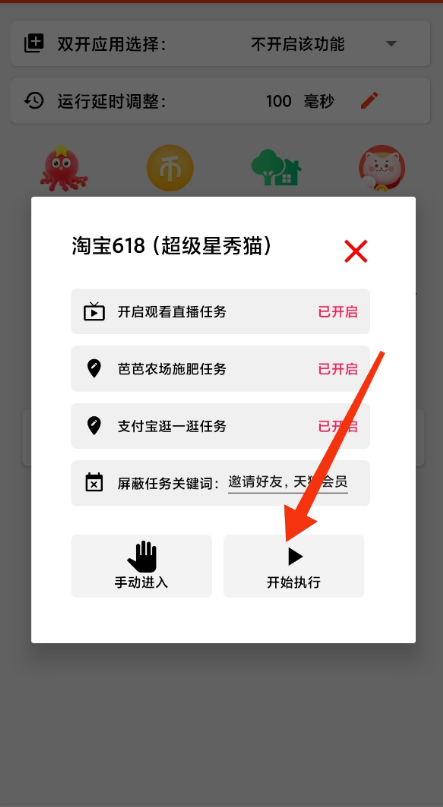 双开应用选择： 不开启该功能
运行延时调整： 100 毫秒
币
淘宝618（超级星秀猫）
开启观看直播任务 已开启
芭芭农场施肥任务 已开启
支付宝逛一逛任务 已开启
屏蔽任务关键词： 邀请好友，天猫会员
手动进入 开始执行